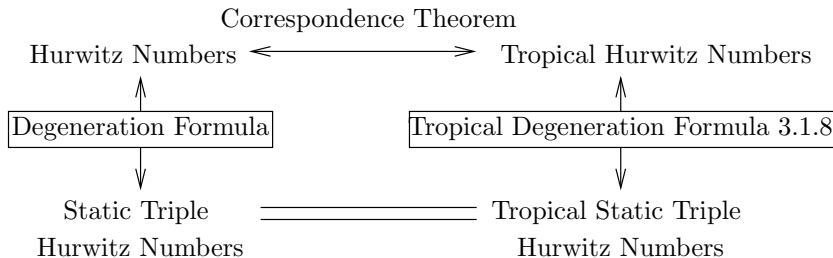 Correspondence Theorem
Hurwitz Numbers
Tropical Hurwitz Numbers
Degeneration Formula
Tropical Degeneration Formula 3.1.8
Static Triple
Hurwitz Numbers
Tropical Static Triple
Hurwitz Numbers